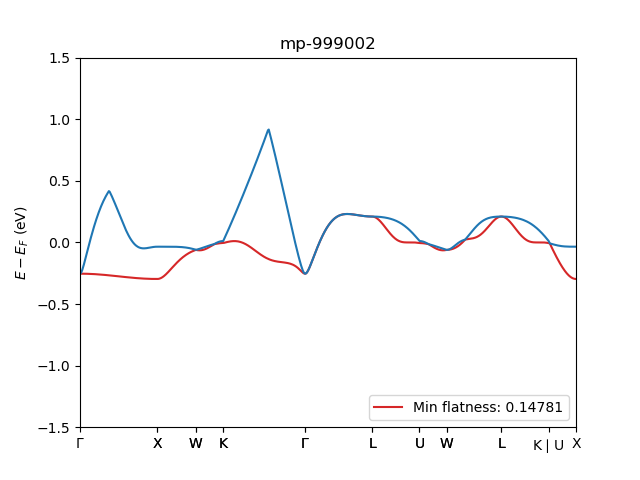 mp-999002
E − E_F (eV)
1.5
1.0
0.5
0.0
−0.5
−1.0
−1.5
Min flatness: 0.14781
Γ X W K Γ L U W L K | U X